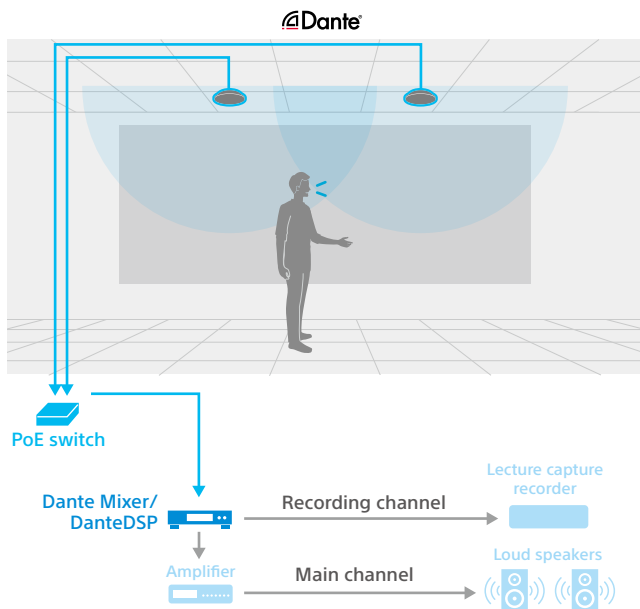 Dante
PoE switch
Dante Mixer/
DanteDSP
Recording channel
Lecture capture
recorder
Amplifier
Main channel
Loud speakers